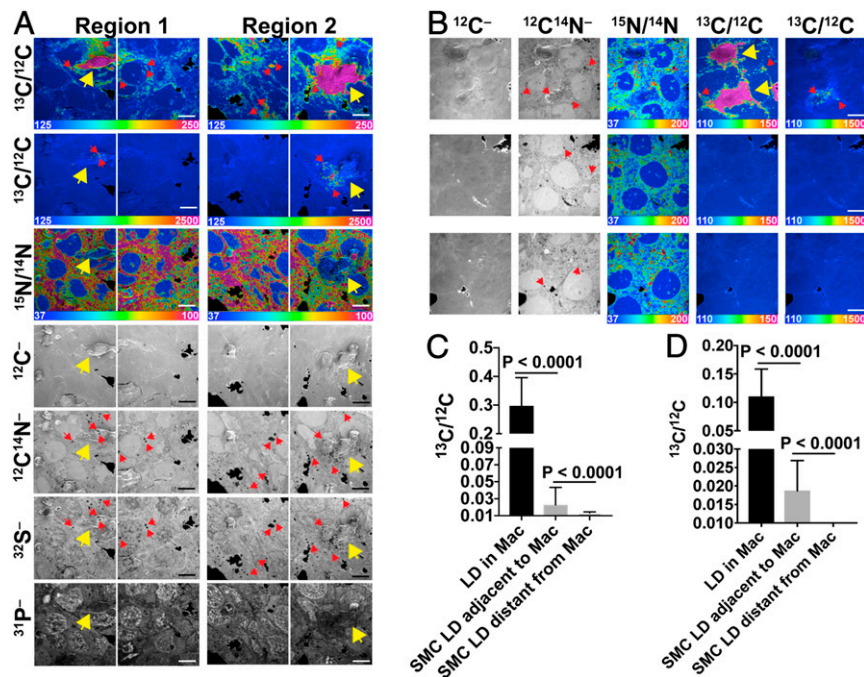 A Region 1 Region 2
¹³C/¹²C
125 250 125 250
¹³C/¹²C
125 2500 125 2500
¹⁵N/¹⁴N
37 100 37 100
¹²C⁻
¹²C¹⁴N⁻
³²S⁻
³¹P⁻
B ¹²C⁻ ¹²C¹⁴N⁻ ¹⁵N/¹⁴N ¹³C/¹²C ¹³C/¹²C
37 200 110 150 110 1500
37 200 110 150 110 1500
37 200 110 150 110 1500
C
¹³C/¹²C
0.5
0.4
0.3
0.2
0.09
0.07
0.05
0.03
0.01
P < 0.0001
P < 0.0001
LD in Mac
SMC LD adjacent to Mac
SMC LD distant from Mac
D
¹³C/¹²C
0.20
0.15
0.10
0.05
0.030
0.025
0.020
0.015
0.010
P < 0.0001
P < 0.0001
LD in Mac
SMC LD adjacent to Mac
SMC LD distant from Mac